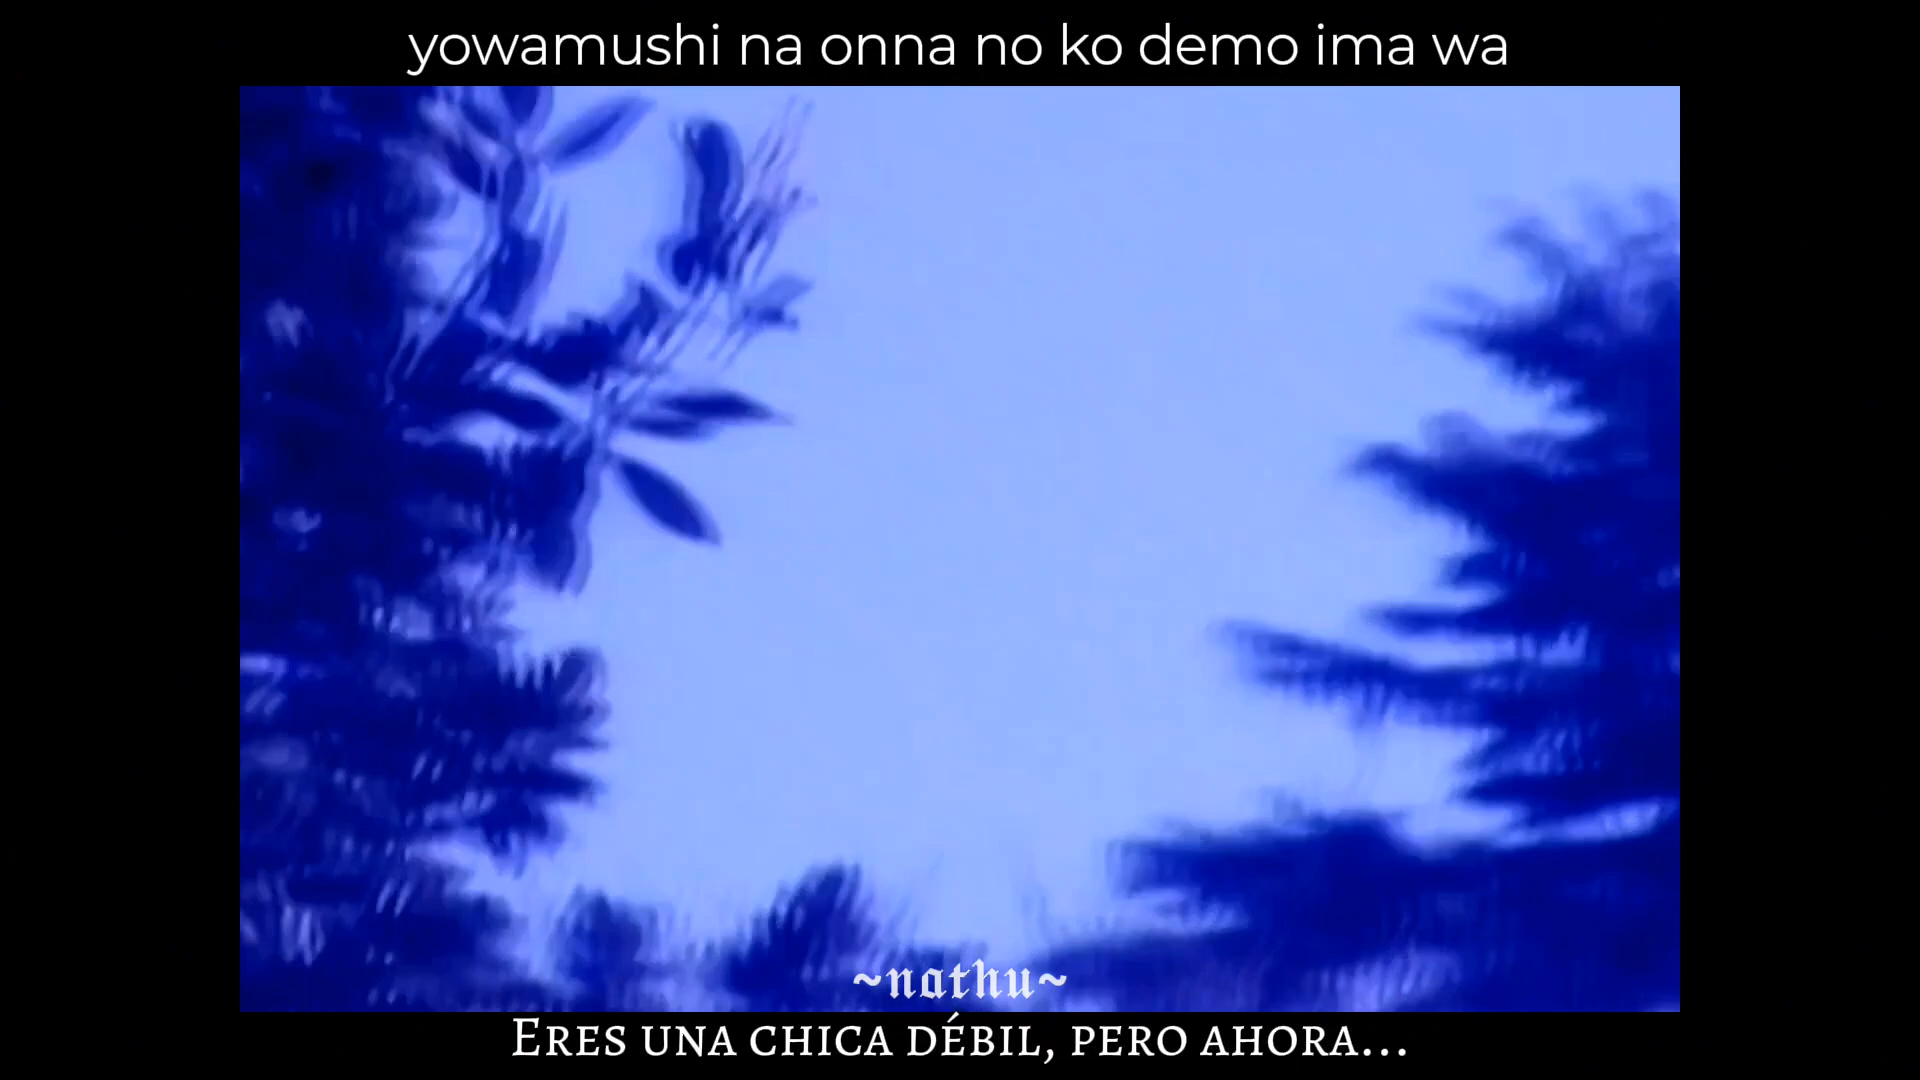 yowamushi na onna no ko demo ima wa
~nathu~
Eres una chica débil, pero ahora...